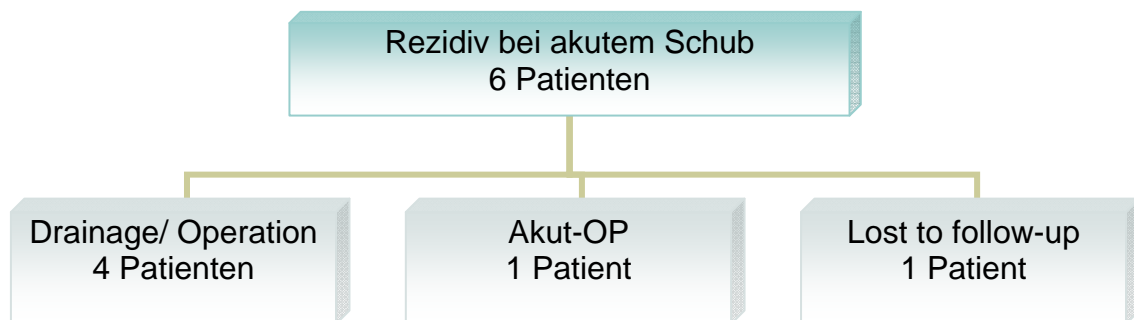 Rezidiv bei akutem Schub
6 Patienten
Drainage/ Operation
4 Patienten
Akut-OP
1 Patient
Lost to follow-up
1 Patient